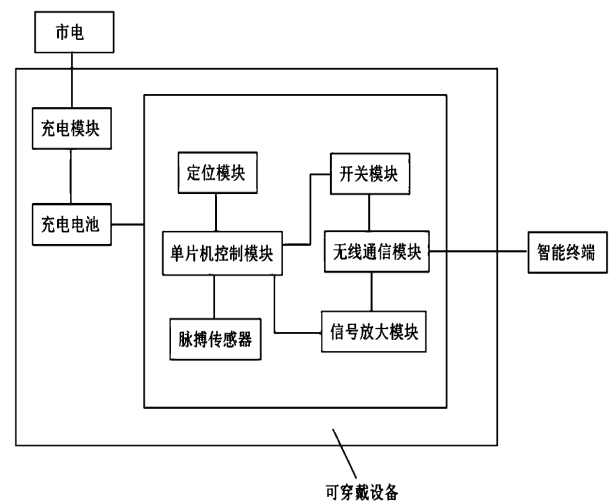 市电
充电模块
定位模块
开关模块
充电电池
单片机控制模块
无线通信模块
智能终端
脉搏传感器
信号放大模块
可穿戴设备